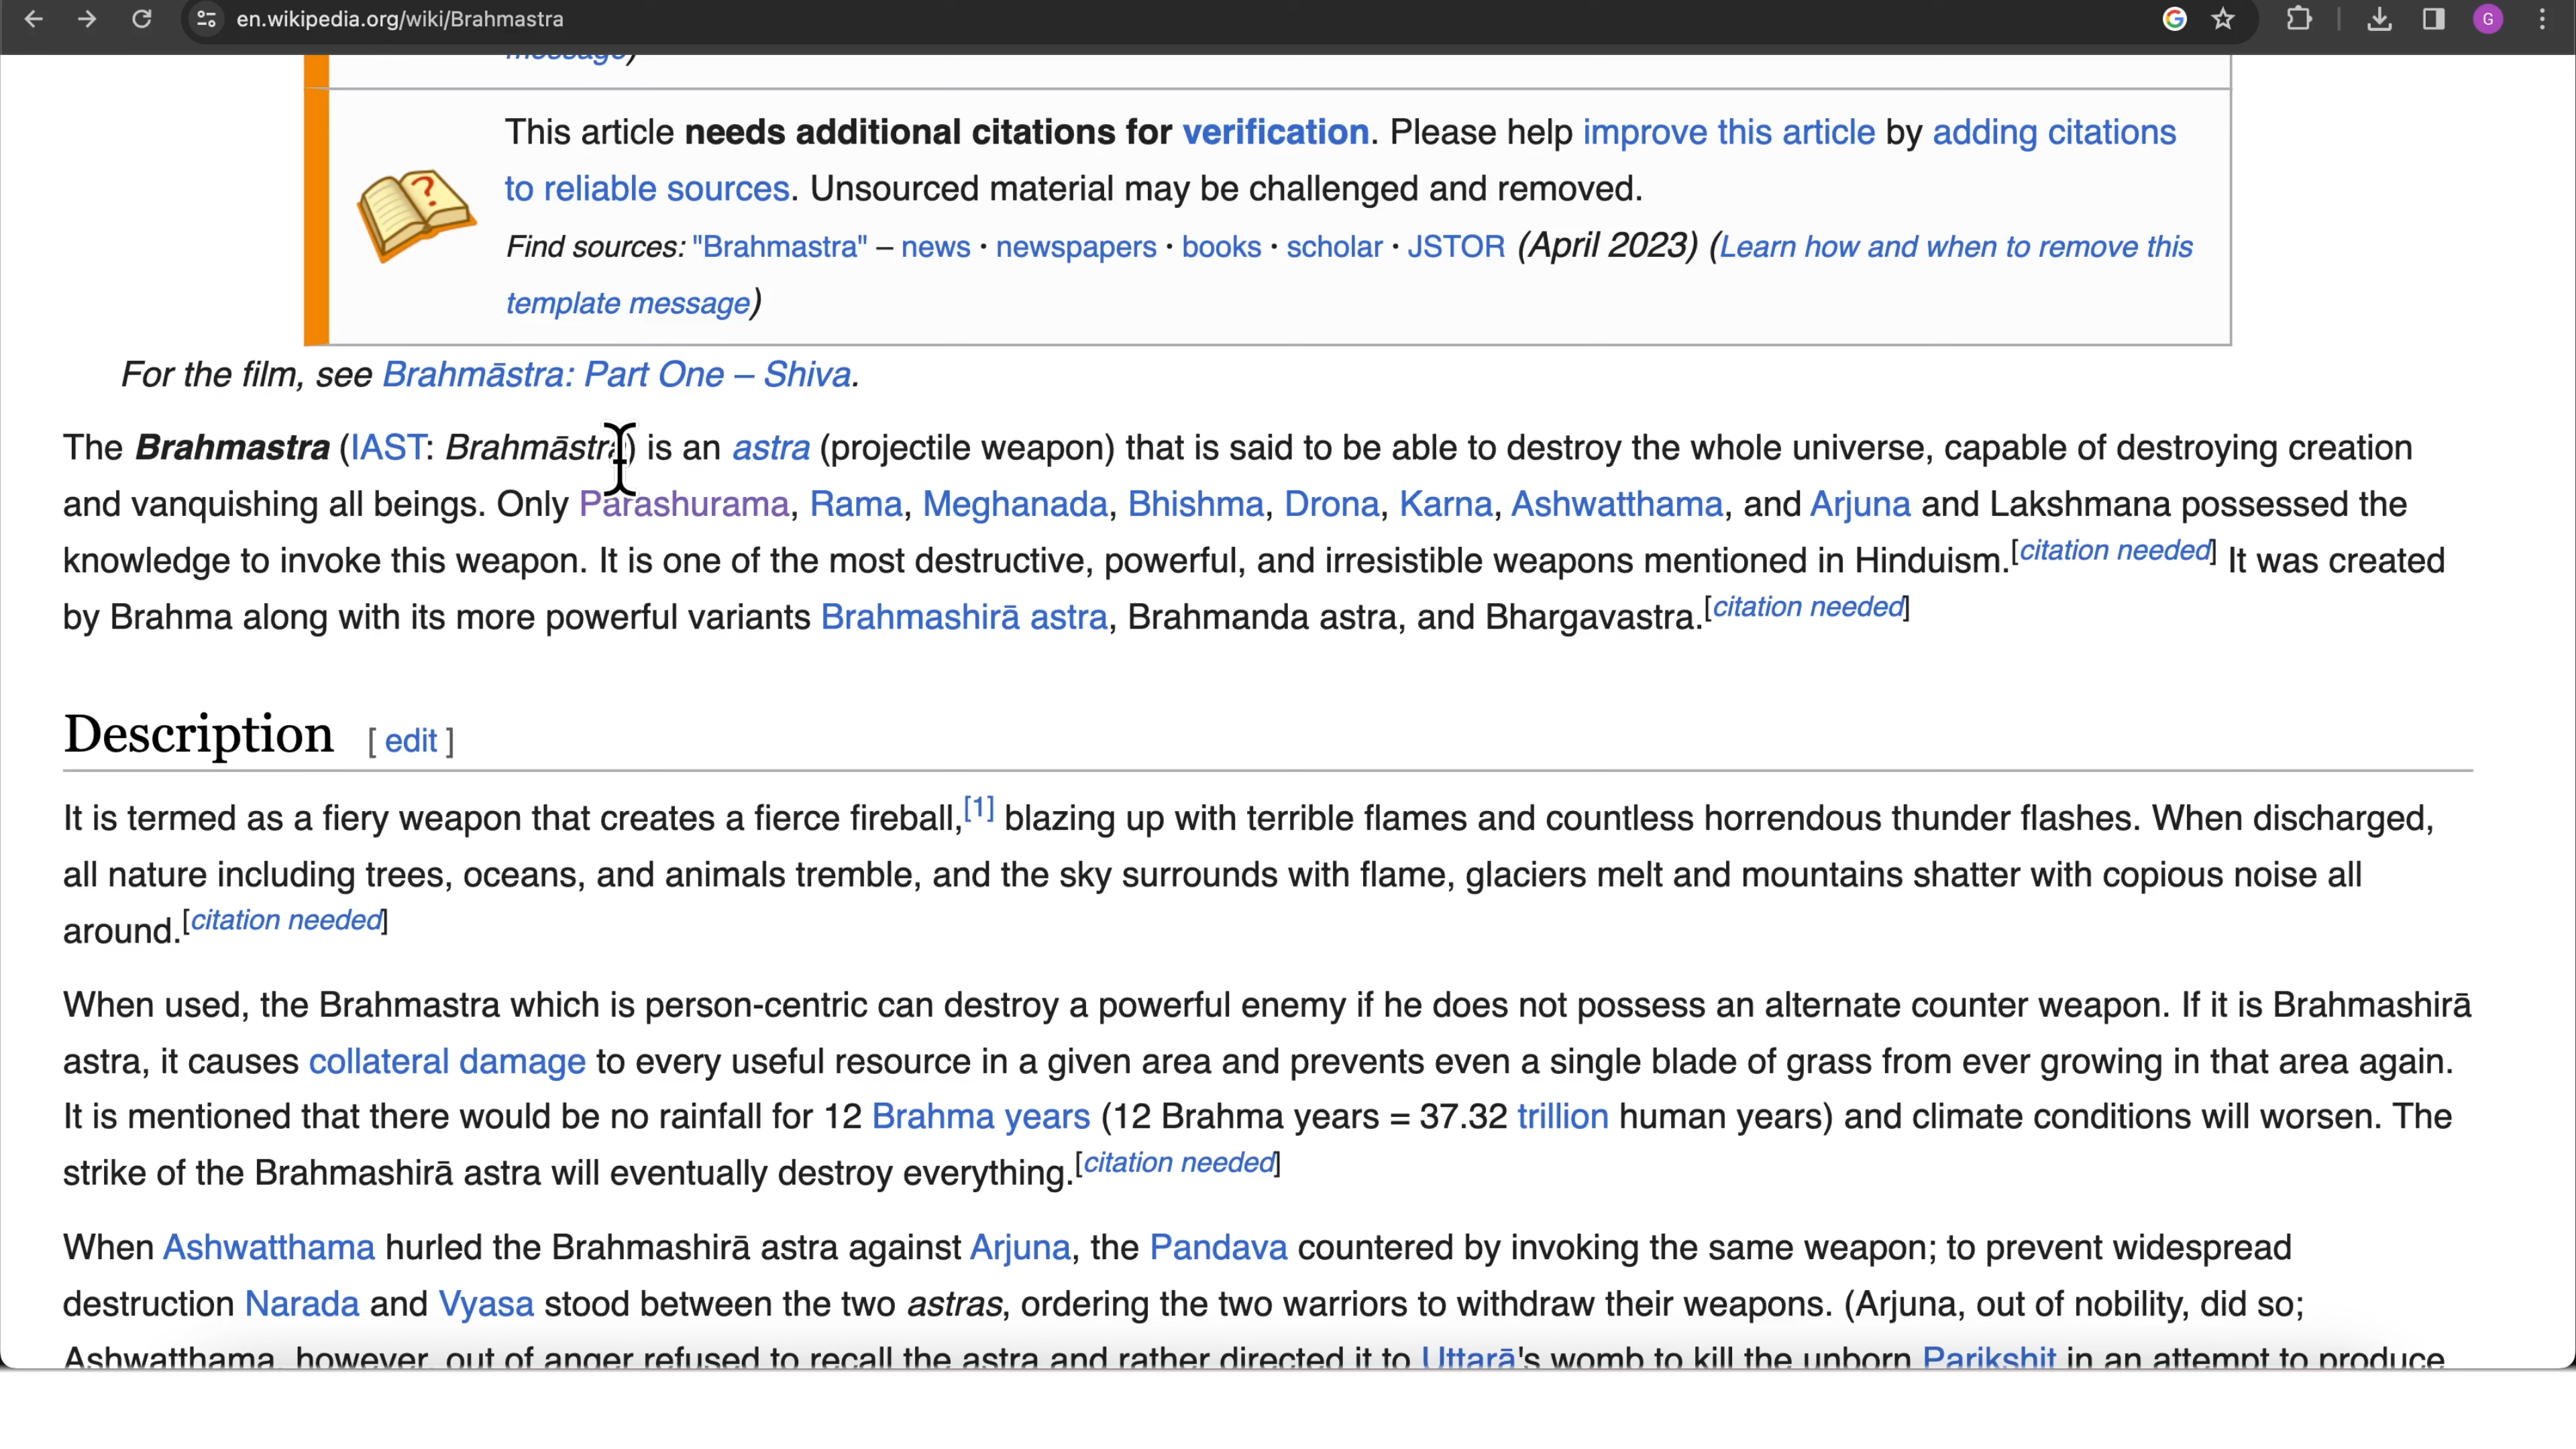 en.wikipedia.org/wiki/Brahmastra
G
message)
This article needs additional citations for verification. Please help improve this article by adding citations
to reliable sources. Unsourced material may be challenged and removed.
Find sources: "Brahmastra" – news · newspapers · books · scholar · JSTOR (April 2023) (Learn how and when to remove this
template message)
For the film, see Brahmāstra: Part One – Shiva.
The Brahmastra (IAST: Brahmāstra) is an astra (projectile weapon) that is said to be able to destroy the whole universe, capable of destroying creation
and vanquishing all beings. Only Parashurama, Rama, Meghanada, Bhishma, Drona, Karna, Ashwatthama, and Arjuna and Lakshmana possessed the
knowledge to invoke this weapon. It is one of the most destructive, powerful, and irresistible weapons mentioned in Hinduism.[citation needed] It was created
by Brahma along with its more powerful variants Brahmashirā astra, Brahmanda astra, and Bhargavastra.[citation needed]
Description [ edit ]
It is termed as a fiery weapon that creates a fierce fireball,[1] blazing up with terrible flames and countless horrendous thunder flashes. When discharged,
all nature including trees, oceans, and animals tremble, and the sky surrounds with flame, glaciers melt and mountains shatter with copious noise all
around.[citation needed]
When used, the Brahmastra which is person-centric can destroy a powerful enemy if he does not possess an alternate counter weapon. If it is Brahmashirā
astra, it causes collateral damage to every useful resource in a given area and prevents even a single blade of grass from ever growing in that area again.
It is mentioned that there would be no rainfall for 12 Brahma years (12 Brahma years = 37.32 trillion human years) and climate conditions will worsen. The
strike of the Brahmashirā astra will eventually destroy everything.[citation needed]
When Ashwatthama hurled the Brahmashirā astra against Arjuna, the Pandava countered by invoking the same weapon; to prevent widespread
destruction Narada and Vyasa stood between the two astras, ordering the two warriors to withdraw their weapons. (Arjuna, out of nobility, did so;
Ashwatthama, however, out of anger refused to recall the astra and rather directed it to Uttarā's womb to kill the unborn Parikshit in an attempt to produce